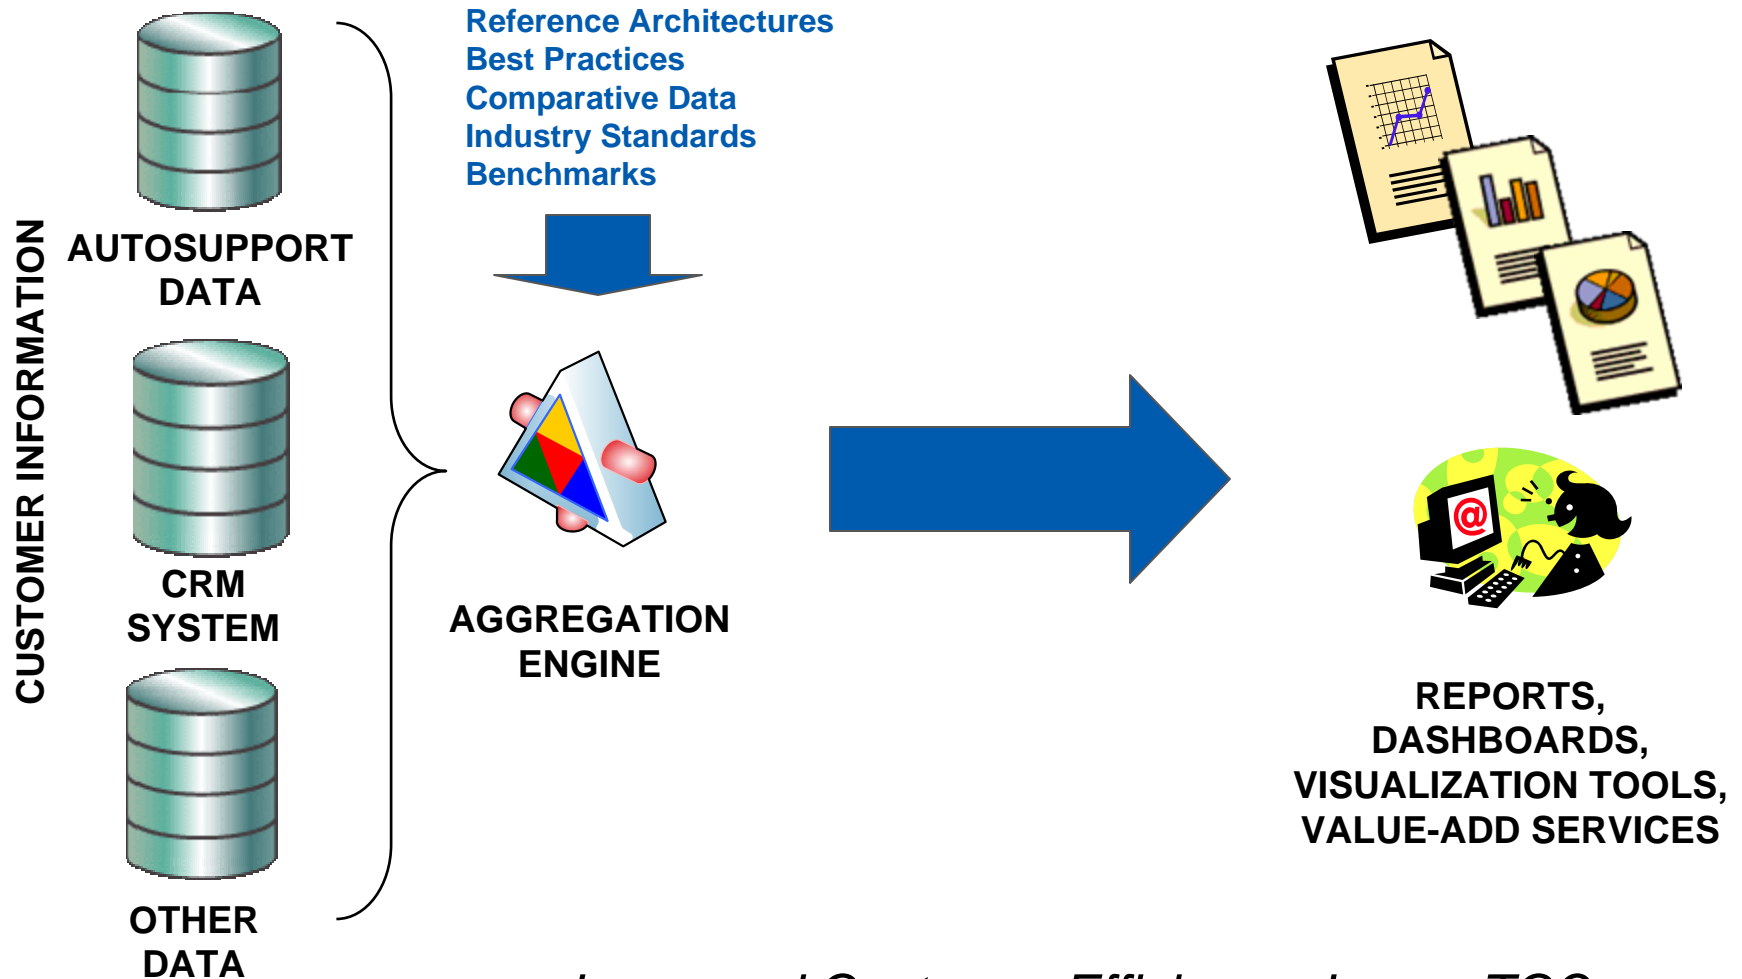 CUSTOMER INFORMATION
AUTOSUPPORT
DATA
CRM
SYSTEM
OTHER
DATA
Reference Architectures
Best Practices
Comparative Data
Industry Standards
Benchmarks
AGGREGATION
ENGINE
@
REPORTS,
DASHBOARDS,
VISUALIZATION TOOLS,
VALUE-ADD SERVICES